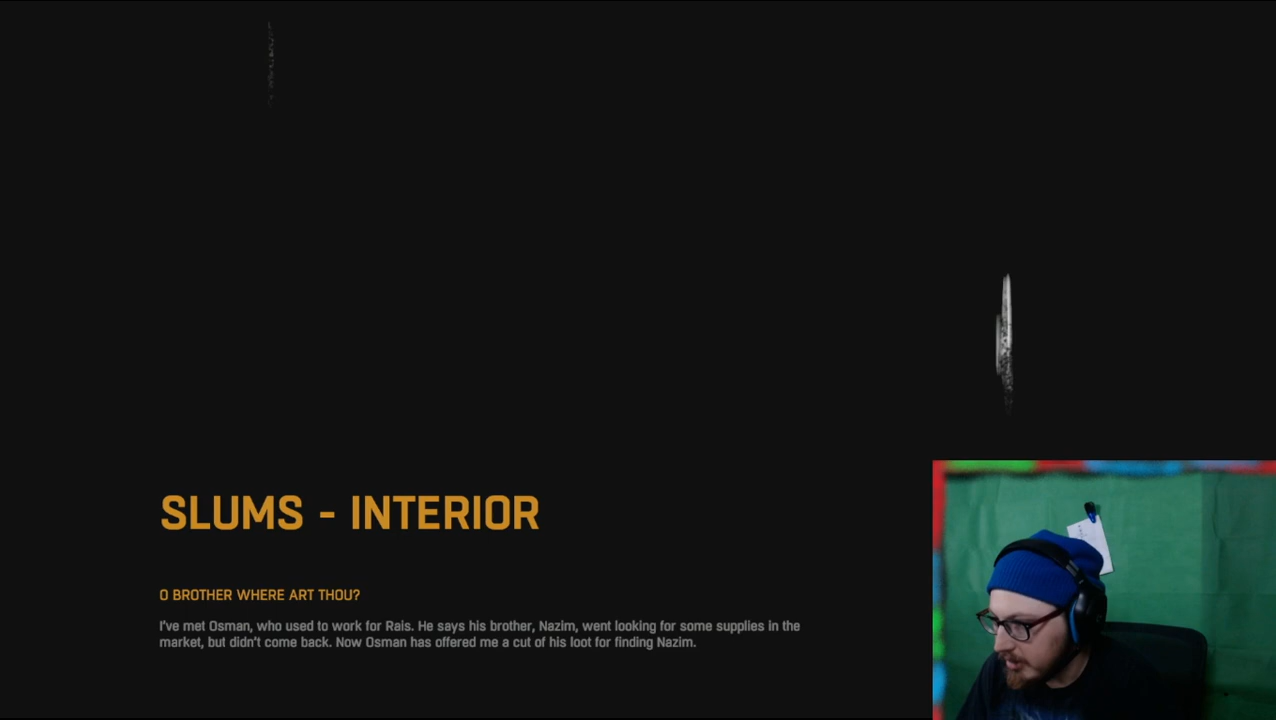 SLUMS - INTERIOR
O BROTHER WHERE ART THOU?
I've met Osman, who used to work for Rais. He says his brother, Nazim, went looking for some supplies in the
market, but didn't come back. Now Osman has offered me a cut of his loot for finding Nazim.